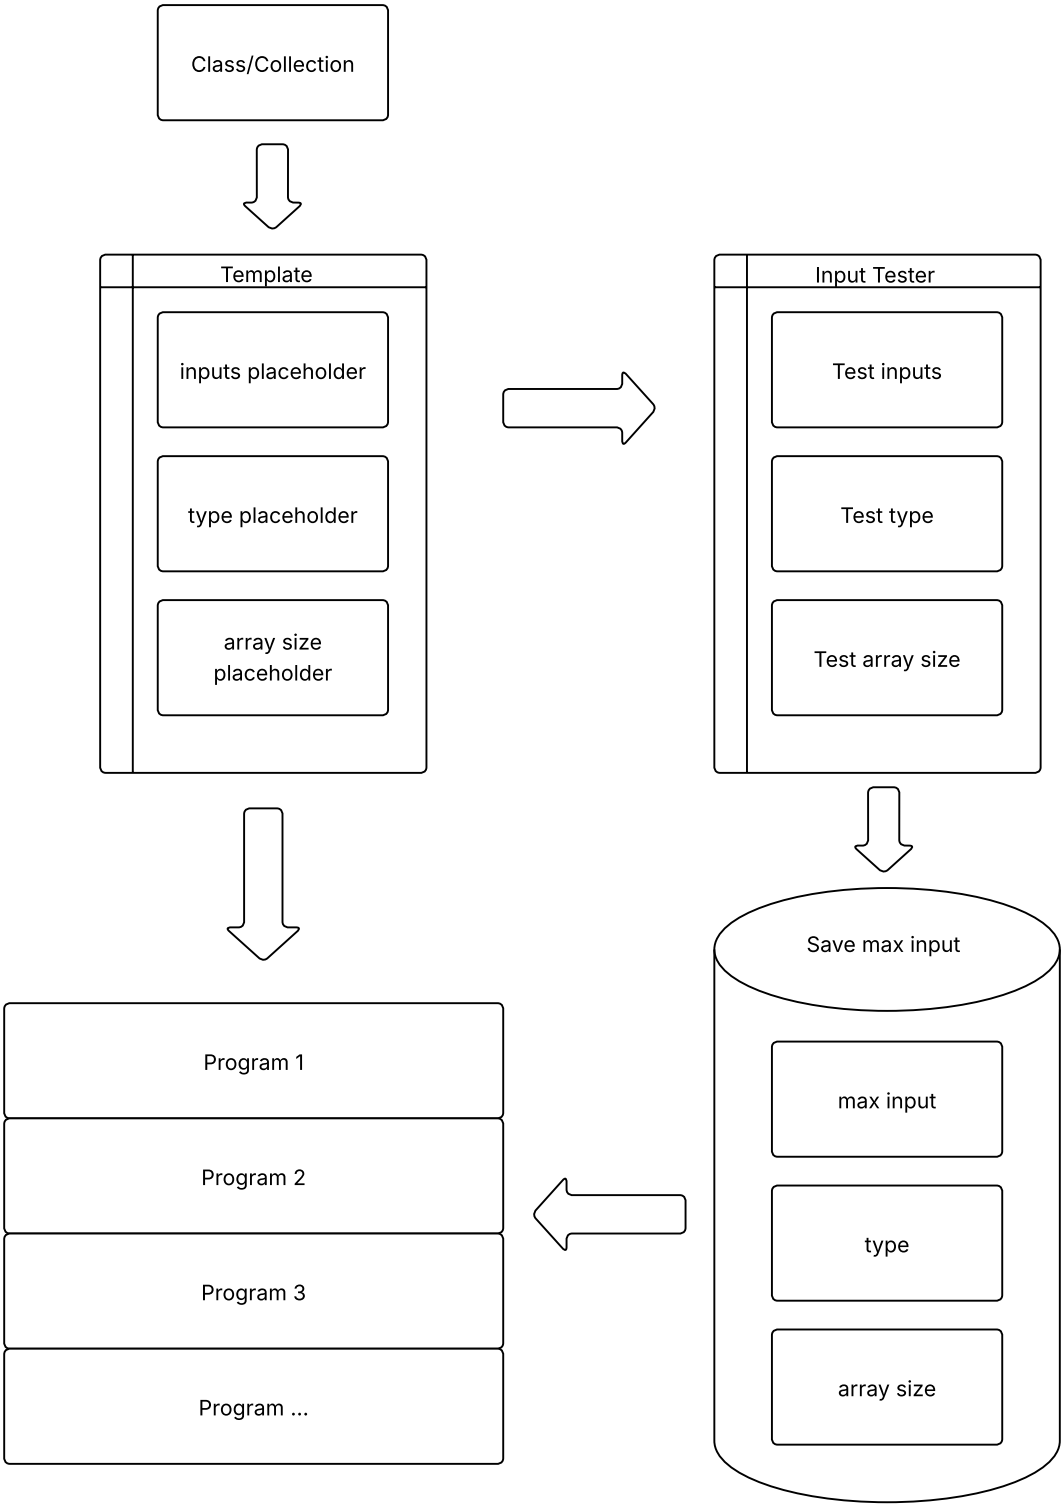 Class/Collection
Template
inputs placeholder
type placeholder
array size
placeholder
Input Tester
Test inputs
Test type
Test array size
Save max input
max input
type
array size
Program 1
Program 2
Program 3
Program ...